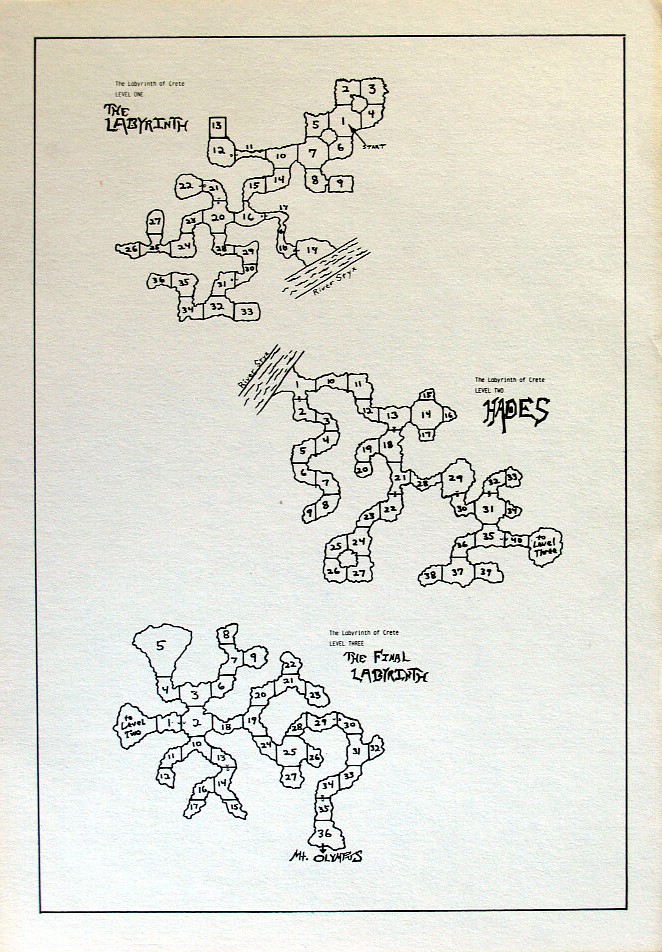 The Labyrinth of Crete
LEVEL ONE
THE
LABYRINTH
2 3
4
5 1
START
6
7
8 9
13
12 11 10
14
15
22 21
20 16 17
23
27
26 25 24
18 19
28 29
30
31
36 35
34 32 33
River Styx
River Styx
The Labyrinth of Crete
LEVEL TWO
HADES
1 10 11
2 12 13 14 15
16
17
3
4
5
6
7
8
9
18
19
20
21
22
23
24
25
26 27
28 29
30 31 32 33
34
35 40
to
Level
Three
36
38 37 39
The Labyrinth of Crete
LEVEL THREE
THE FINAL
LABYRINTH
5
8
7 9
4 3 6
to
Level
Two
1 2 18 19
20 21 22
23
10
11 13
12
14
16
17 15
24 25 26
27
28 29 30
31 32
33
34
35
36
MT. OLYMPUS